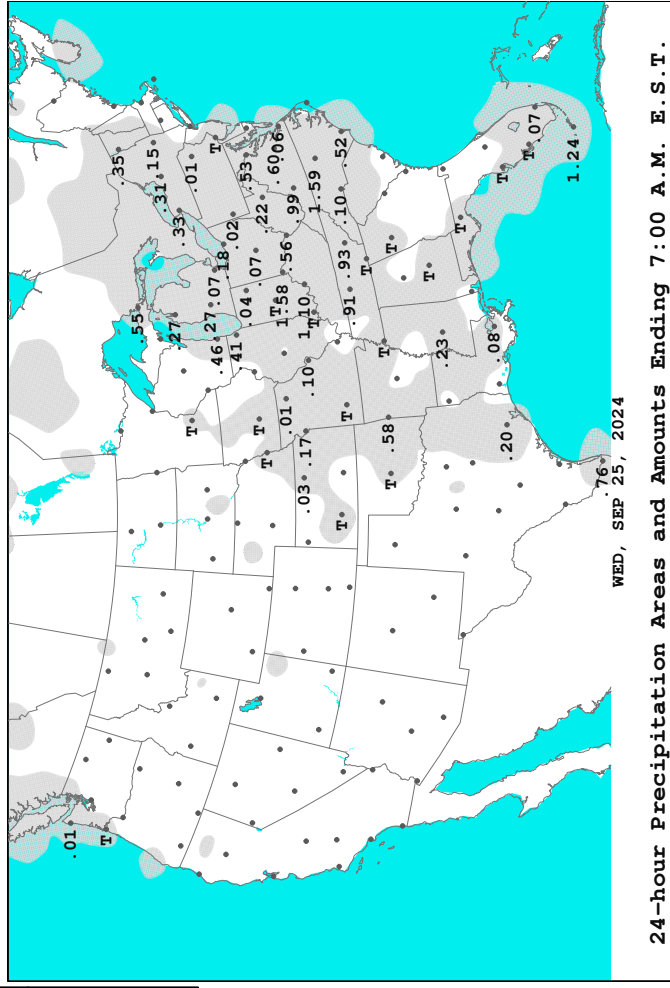 .01
T
.35
.55
.15
.31
.27
.33
T
.01
.46
.27
.07
T
.18
.41
.02
.04
.53
T
.07
.22
T
T
1.58
.60
.06
.01
.56
.99
.03
.17
1.10
.10
T
1.59
T
T
.10
.52
.93
.91
T
T
.58
T
T
T
.23
T
.08
T
.20
T
.07
1.24
.76
WED, SEP 25, 2024
24-hour Precipitation Areas and Amounts Ending 7:00 A.M. E.S.T.